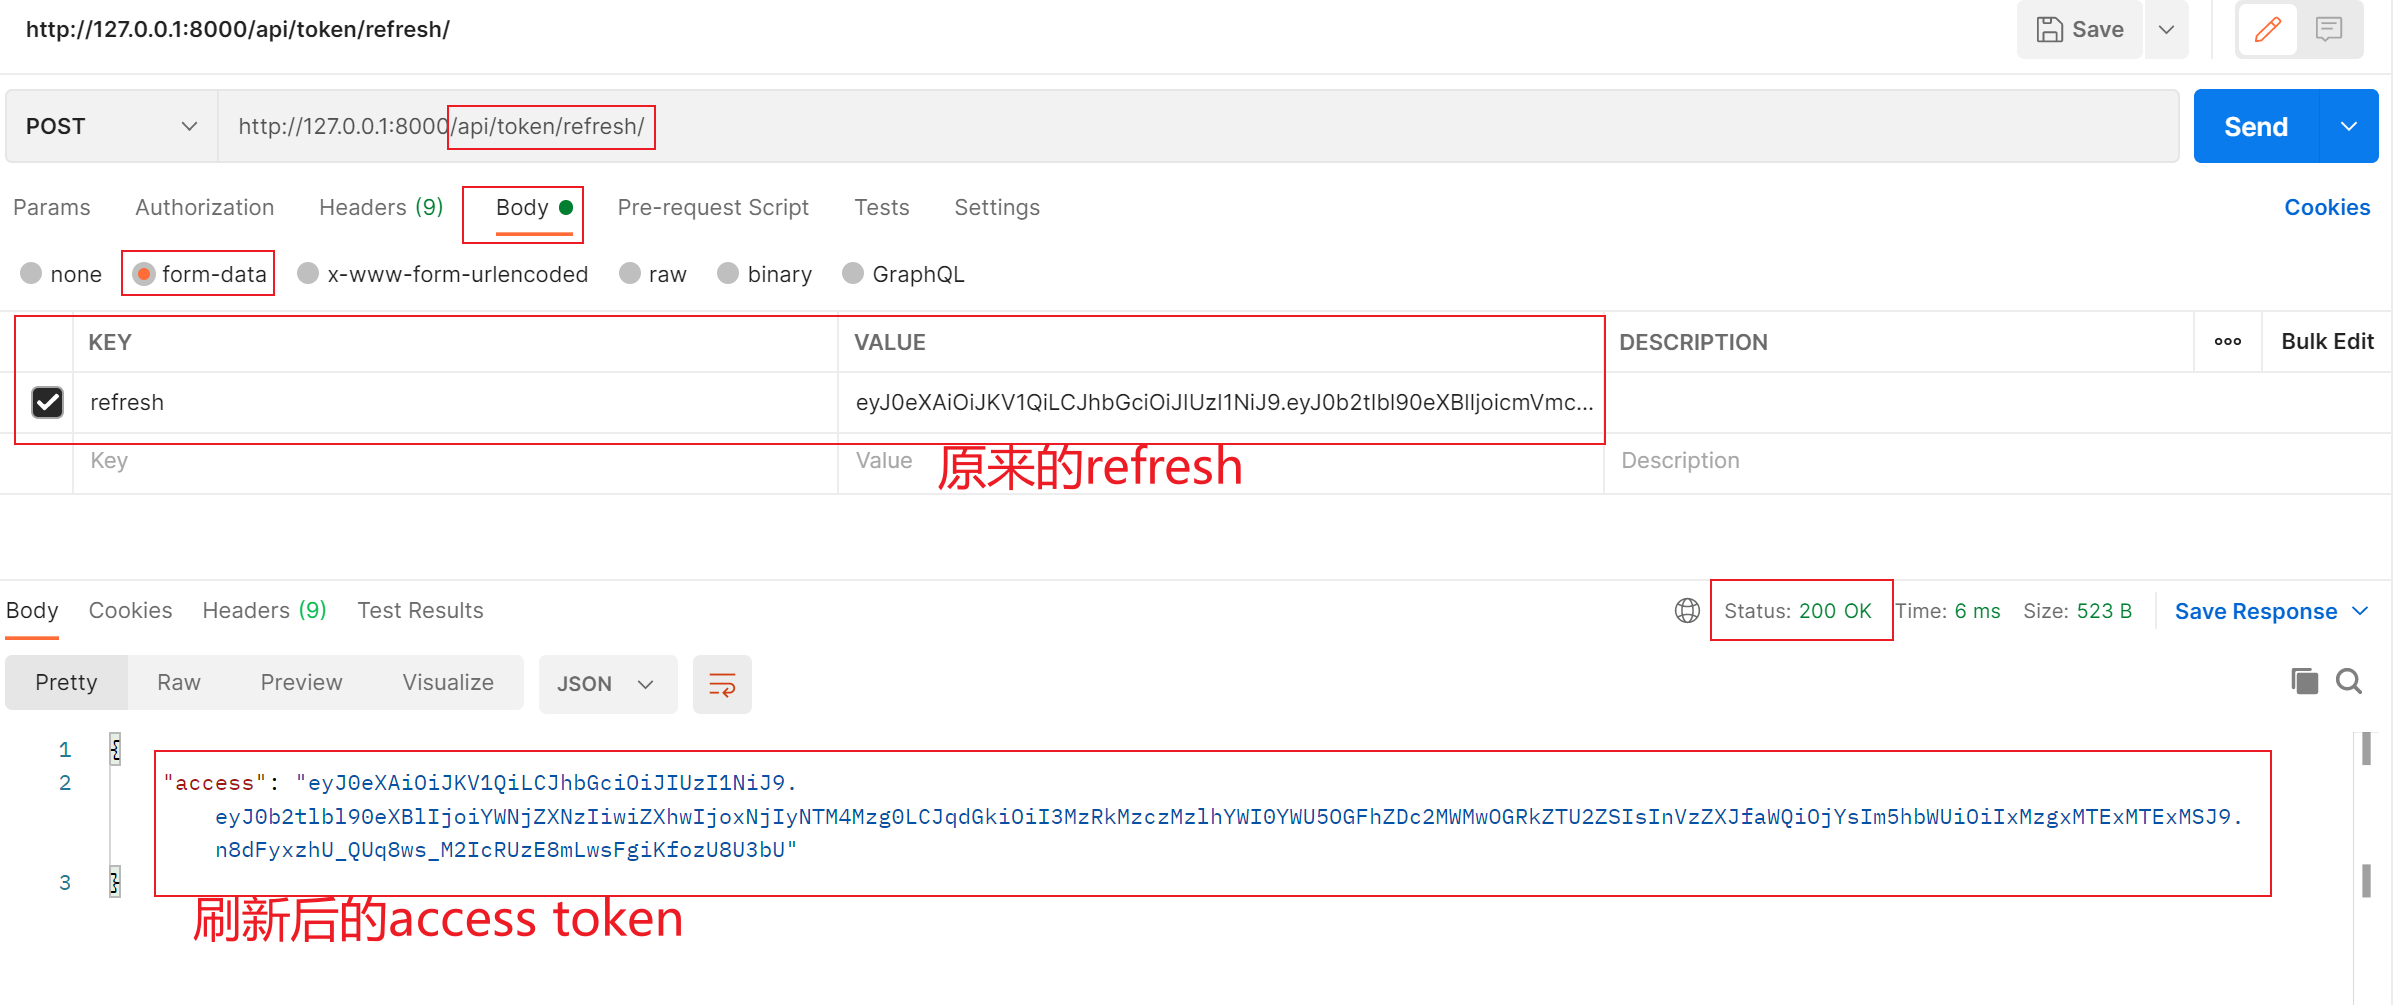 http://127.0.0.1:8000/api/token/refresh/
Save
POST http://127.0.0.1:8000/api/token/refresh/ Send
Params Authorization Headers (9) Body Pre-request Script Tests Settings Cookies
none form-data x-www-form-urlencoded raw binary GraphQL
KEY VALUE DESCRIPTION Bulk Edit
refresh eyJ0eXAiOiJKV1QiLCJhbGciOiJIUzI1NiJ9.eyJ0b2tlbl90eXBlIjoicmVmc...
Key Value Description
原来的refresh
Body Cookies Headers (9) Test Results Status: 200 OK Time: 6 ms Size: 523 B Save Response
Pretty Raw Preview Visualize JSON
1 {
2 "access": "eyJ0eXAiOiJKV1QiLCJhbGciOiJIUzI1NiJ9.
eyJ0b2tlbl90eXBlIjoiYWNjZXNzIiwiZXhwIjoxNjIyNTM4Mzg0LCJqdGkiOiI3MzRkMzczMzlhYWI0YWU5OGFhZDc2MWMwOGRkZTU2ZSIsInVzZXJfaWQiOjYsIm5hbWUiOiIxMzgxMTExMTExMSJ9.
n8dFyxzhU_QUq8ws_M2IcRUzE8mLwsFgiKfozU8U3bU"
3 }
刷新后的access token